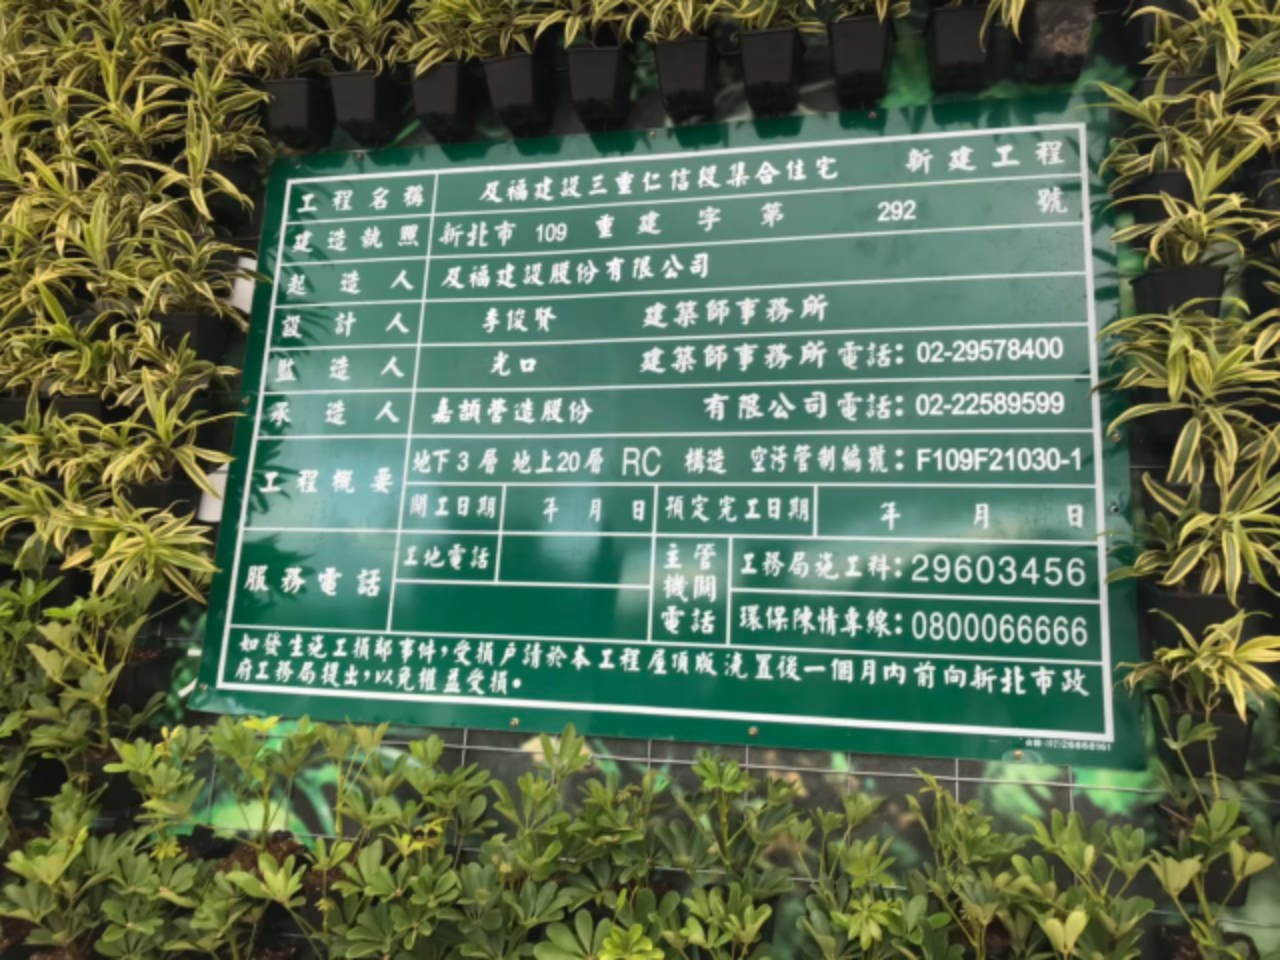 工程名稱 及福建設三重仁信段集合住宅 新建工程
建造執照 新北市 109 重建字第 292 號
起造人 及福建設股份有限公司
設計人 李俊賢 建築師事務所
監造人 光口 建築師事務所電話：02-29578400
承造人 嘉頡營造股份 有限公司電話：02-22589599
工程概要 地下3層 地上20層 RC 構造 空污管制編號：F109F21030-1
開工日期 年 月 日 預定完工日期 年 月 日
服務電話 工地電話 主管機關電話 工務局施工科：29603456
環保陳情專線：0800066666
如發生施工損鄰事件，受損戶請於本工程屋頂版澆置後一個月內前向新北市政
府工務局提出，以免權益受損。